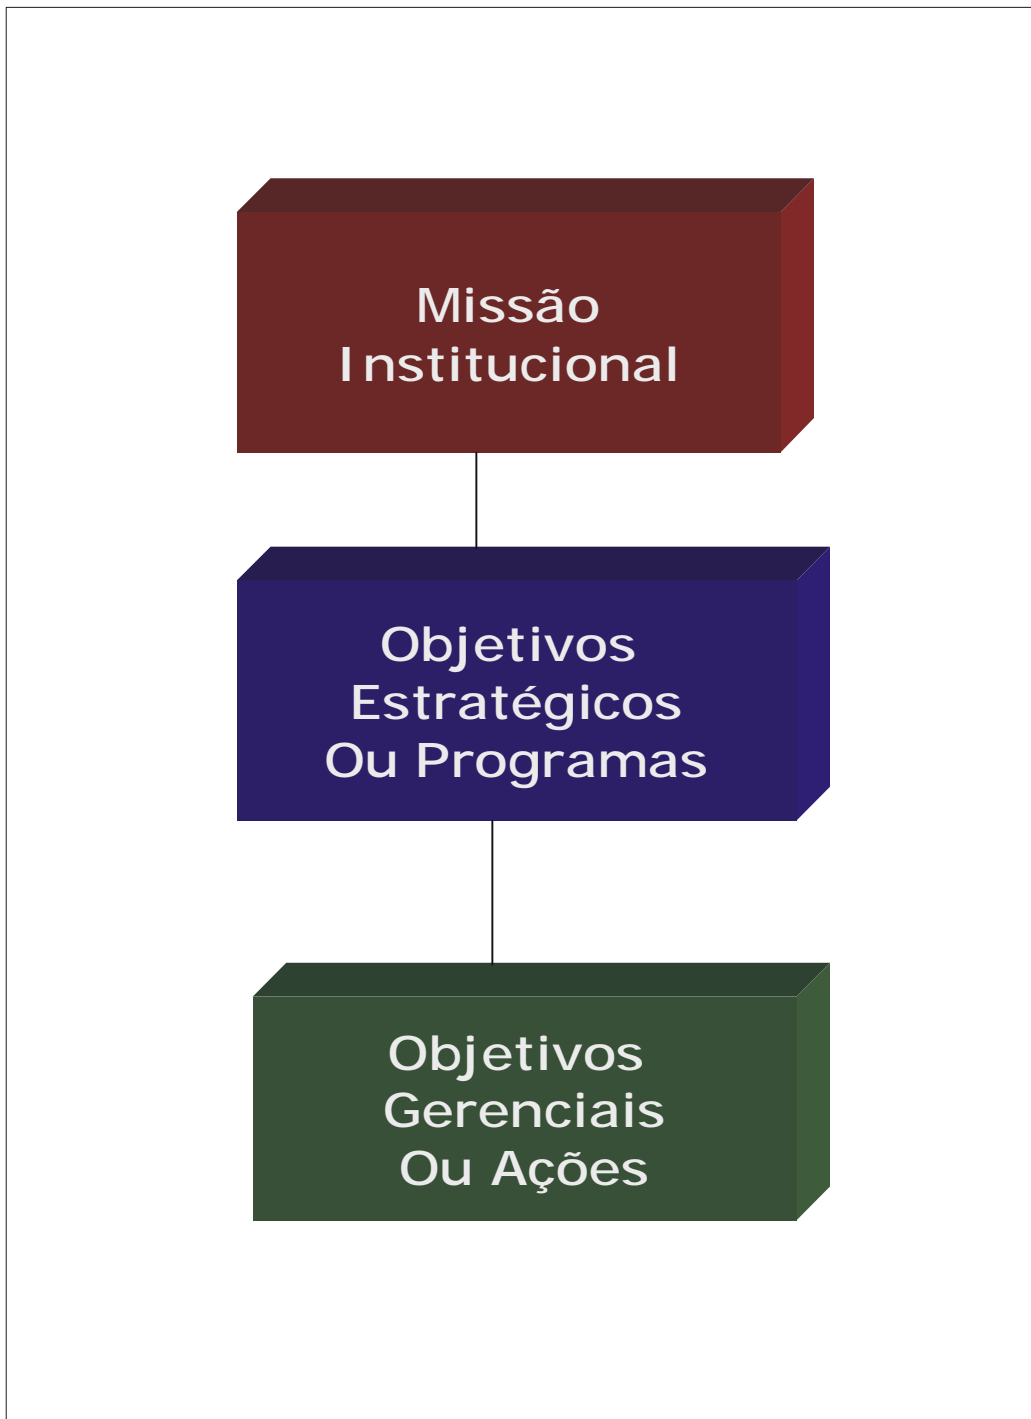 Missão
Institucional
Objetivos
Estratégicos
Ou Programas
Objetivos
Gerenciais
Ou Ações